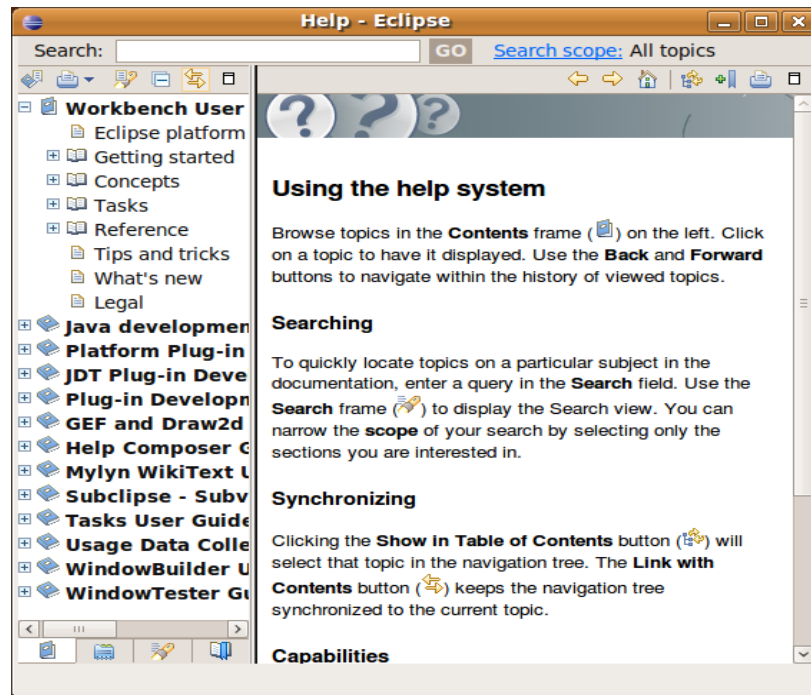 Help - Eclipse
Search:
GO
Search scope: All topics
Workbench User
Eclipse platform
Getting started
Concepts
Tasks
Reference
Tips and tricks
What's new
Legal
Java developmen
Platform Plug-in
JDT Plug-in Deve
Plug-in Developm
GEF and Draw2d
Help Composer G
Mylyn WikiText U
Subclipse - Subv
Tasks User Guide
Usage Data Colle
WindowBuilder U
WindowTester Gu
Using the help system
Browse topics in the Contents frame ( ) on the left. Click
on a topic to have it displayed. Use the Back and Forward
buttons to navigate within the history of viewed topics.
Searching
To quickly locate topics on a particular subject in the
documentation, enter a query in the Search field. Use the
Search frame ( ) to display the Search view. You can
narrow the scope of your search by selecting only the
sections you are interested in.
Synchronizing
Clicking the Show in Table of Contents button ( ) will
select that topic in the navigation tree. The Link with
Contents button ( ) keeps the navigation tree
synchronized to the current topic.
Capabilities